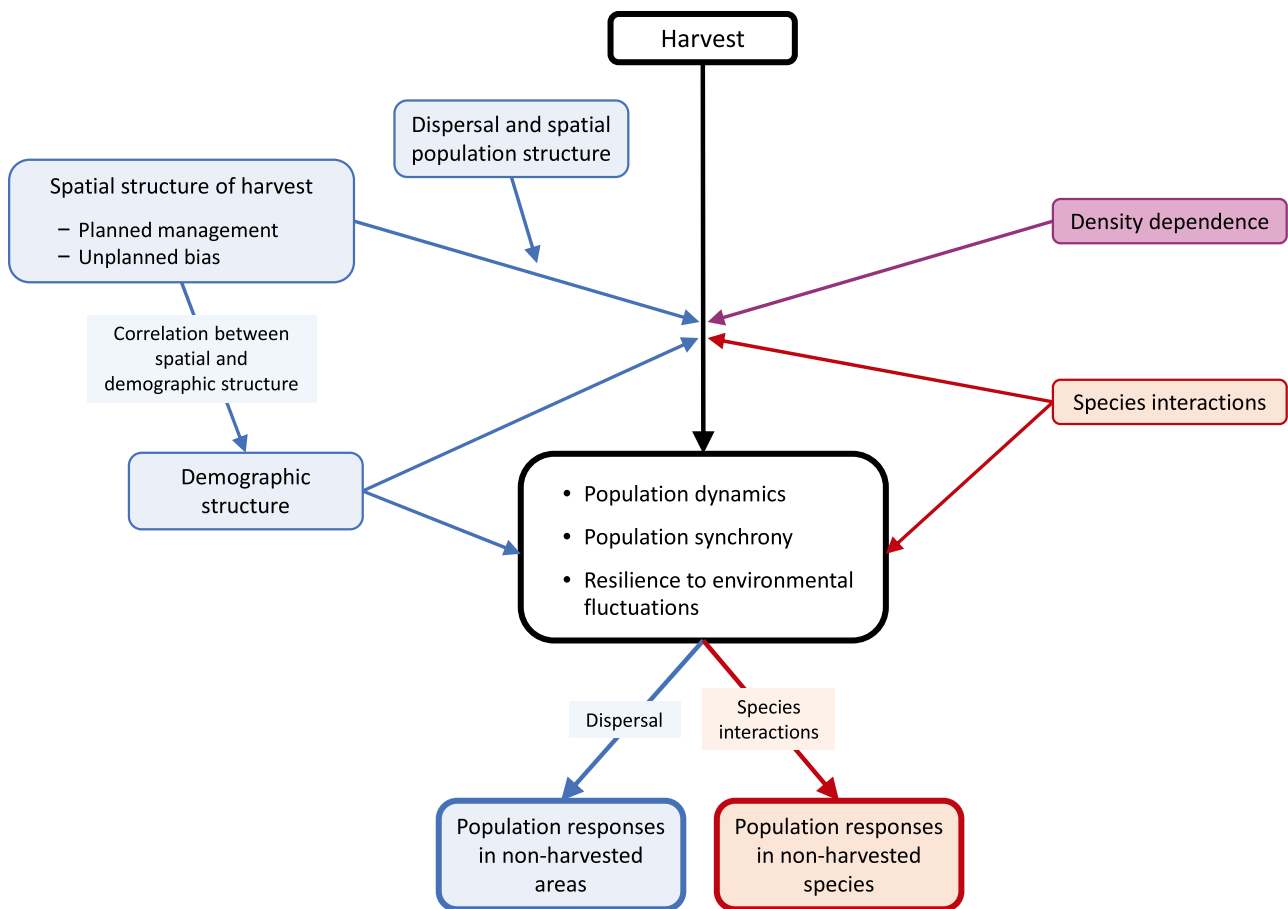 Harvest
Dispersal and spatial
population structure
Spatial structure of harvest
– Planned management
– Unplanned bias
Density dependence
Correlation between
spatial and
demographic structure
Species interactions
Demographic
structure
• Population dynamics
• Population synchrony
• Resilience to environmental
fluctuations
Dispersal
Species
interactions
Population responses
in non-harvested
areas
Population responses
in non-harvested
species